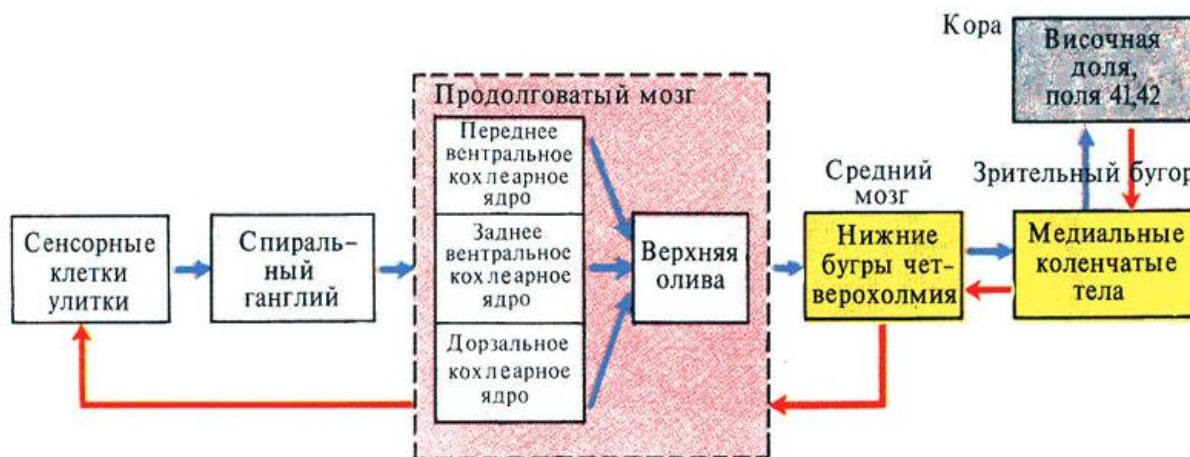 Сенсорные
клетки
улитки
Спираль-
ный
ганглий
Продолговатый мозг
Переднее
вентральное
кохлеарное
ядро
Заднее
вентральное
кохлеарное
ядро
Дорзальное
кохлеарное
ядро
Верхняя
олива
Средний
мозг
Нижние
бугры чет-
верохолмия
Зрительный бугор
Медиальные
коленчатые
тела
Кора
Височная
доля,
поля 41,42